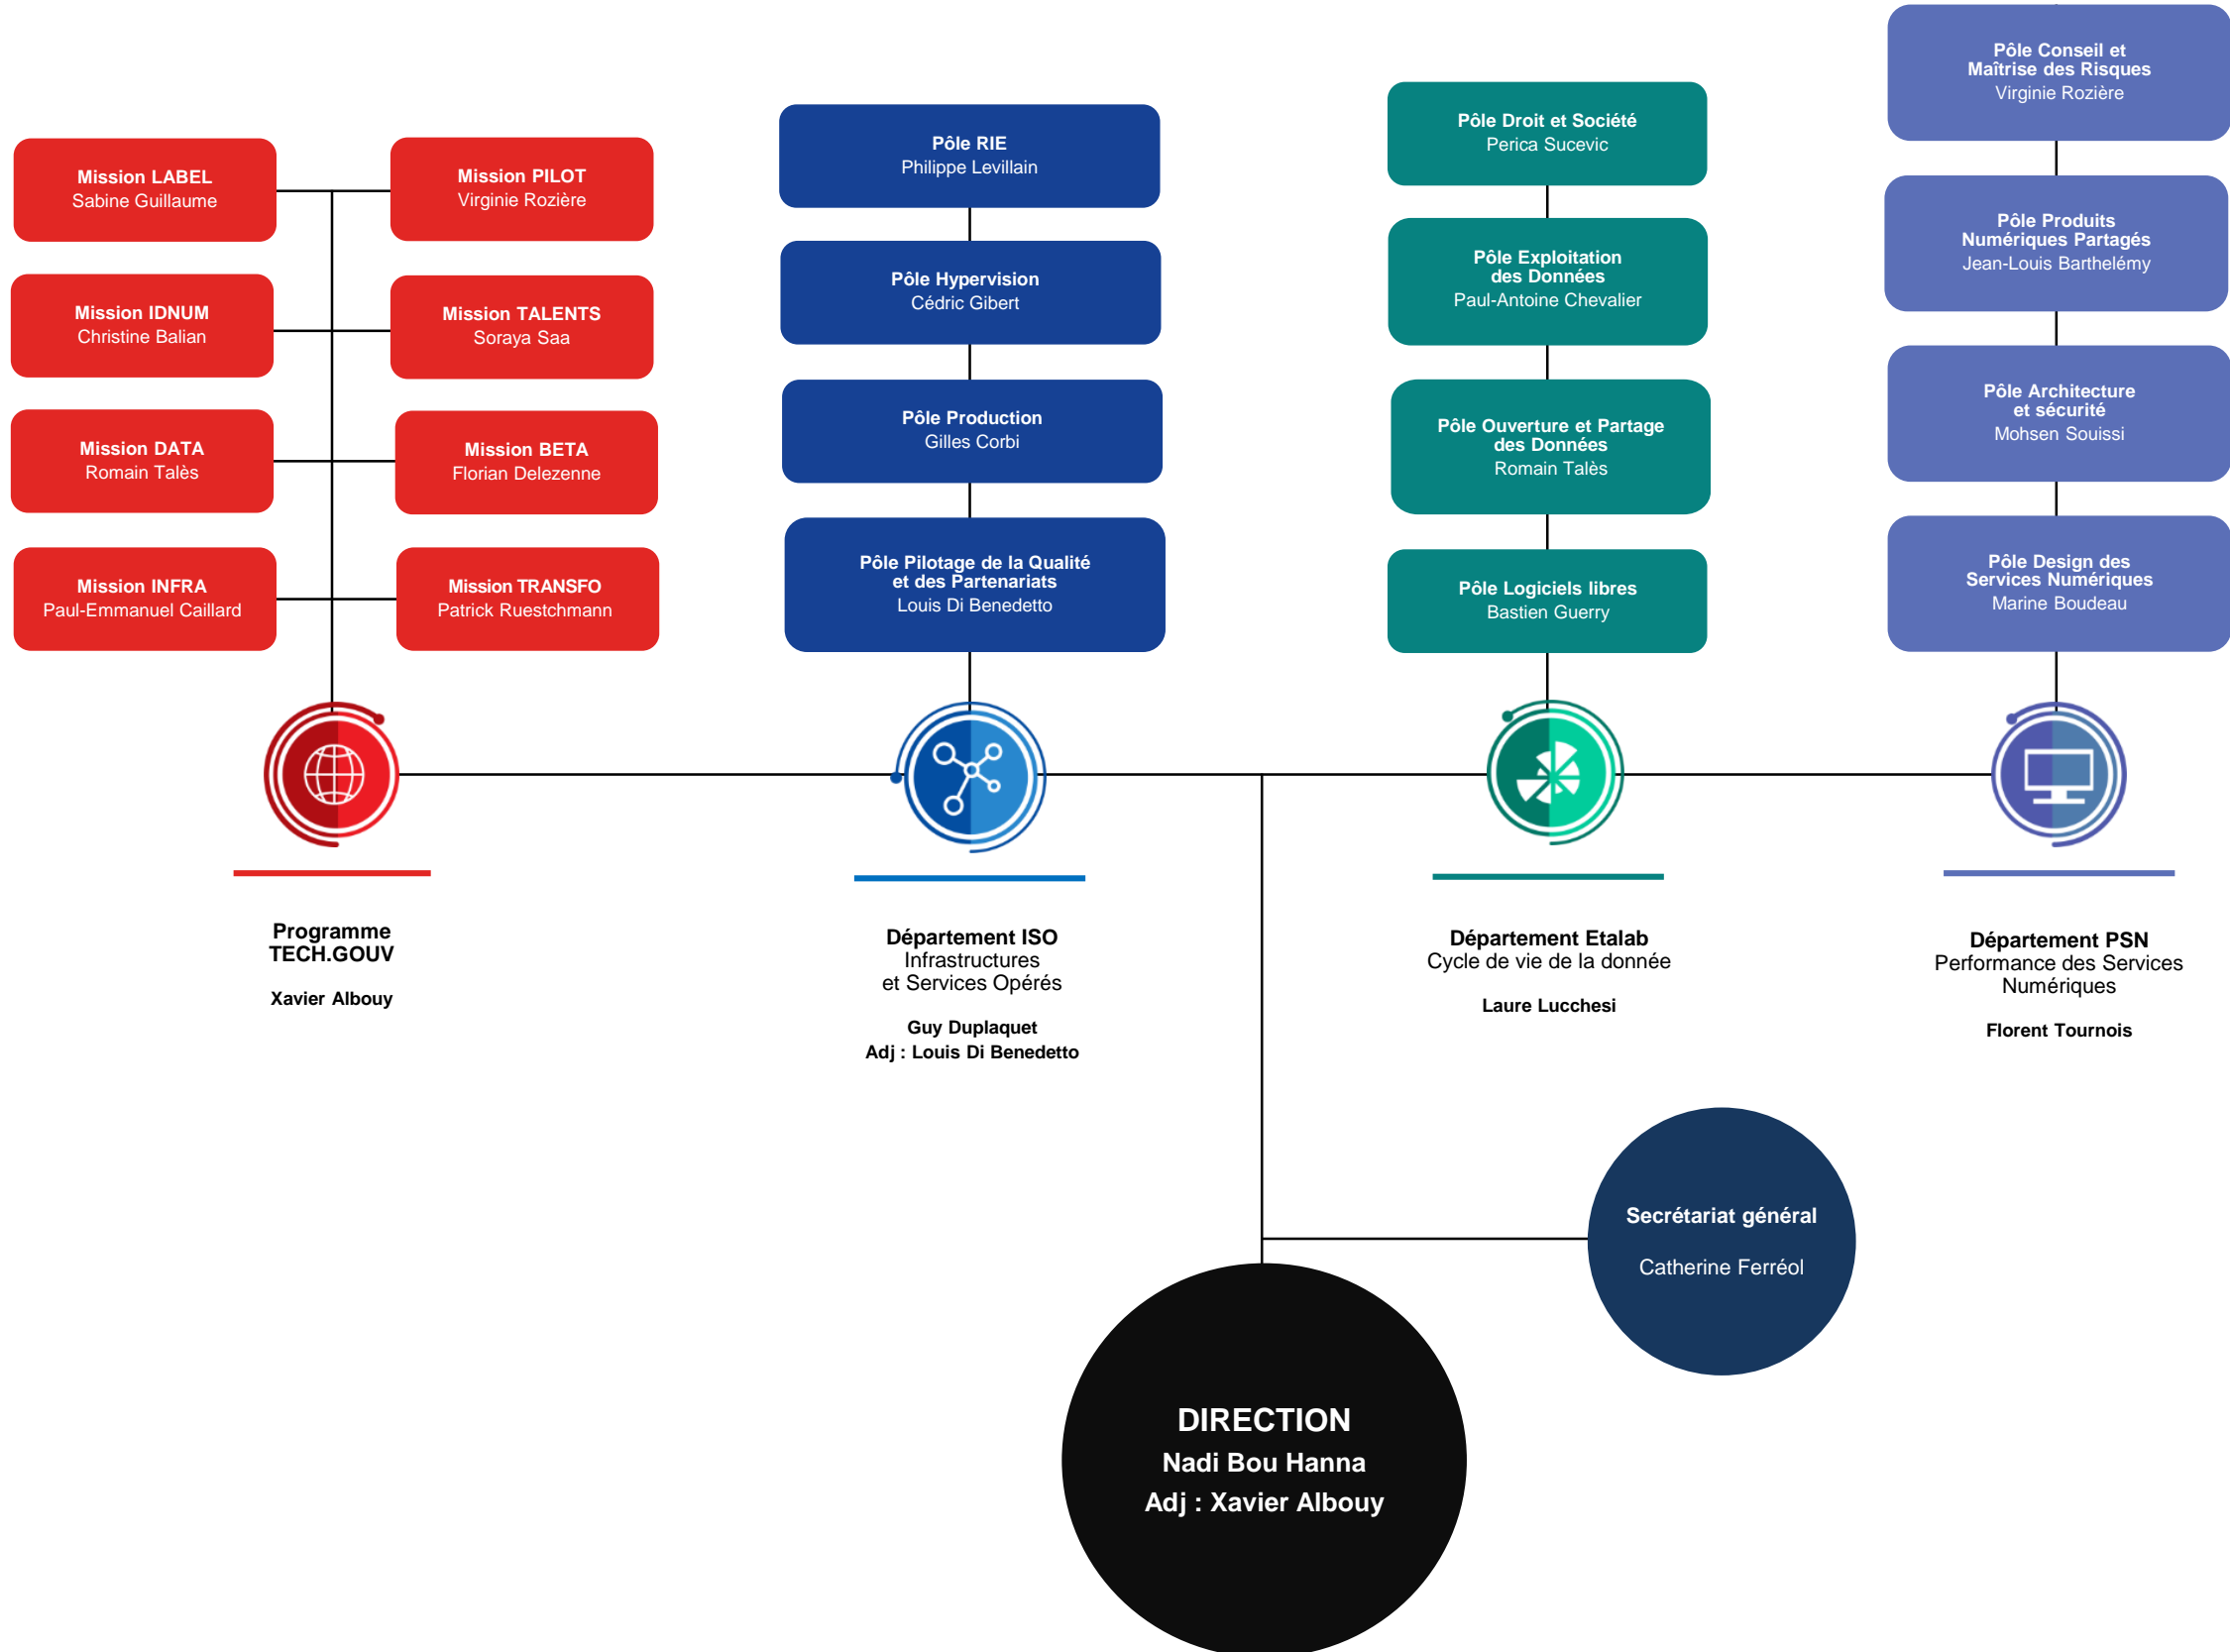 Mission LABEL
Sabine Guillaume
Mission PILOT
Virginie Rozière
Mission IDNUM
Christine Balian
Mission TALENTS
Soraya Saa
Mission DATA
Romain Talès
Mission BETA
Florian Delezenne
Mission INFRA
Paul-Emmanuel Caillard
Mission TRANSFO
Patrick Ruestchmann
Programme
TECH.GOUV
Xavier Albouy
Pôle RIE
Philippe Levillain
Pôle Hypervision
Cédric Gibert
Pôle Production
Gilles Corbi
Pôle Pilotage de la Qualité
et des Partenariats
Louis Di Benedetto
Département ISO
Infrastructures
et Services Opérés
Guy Duplaquet
Adj : Louis Di Benedetto
Pôle Droit et Société
Perica Sucevic
Pôle Exploitation
des Données
Paul-Antoine Chevalier
Pôle Ouverture et Partage
des Données
Romain Talès
Pôle Logiciels libres
Bastien Guerry
Département Etalab
Cycle de vie de la donnée
Laure Lucchesi
Pôle Conseil et
Maîtrise des Risques
Virginie Rozière
Pôle Produits
Numériques Partagés
Jean-Louis Barthelémy
Pôle Architecture
et sécurité
Mohsen Souissi
Pôle Design des
Services Numériques
Marine Boudeau
Département PSN
Performance des Services
Numériques
Florent Tournois
Secrétariat général
Catherine Ferréol
DIRECTION
Nadi Bou Hanna
Adj : Xavier Albouy